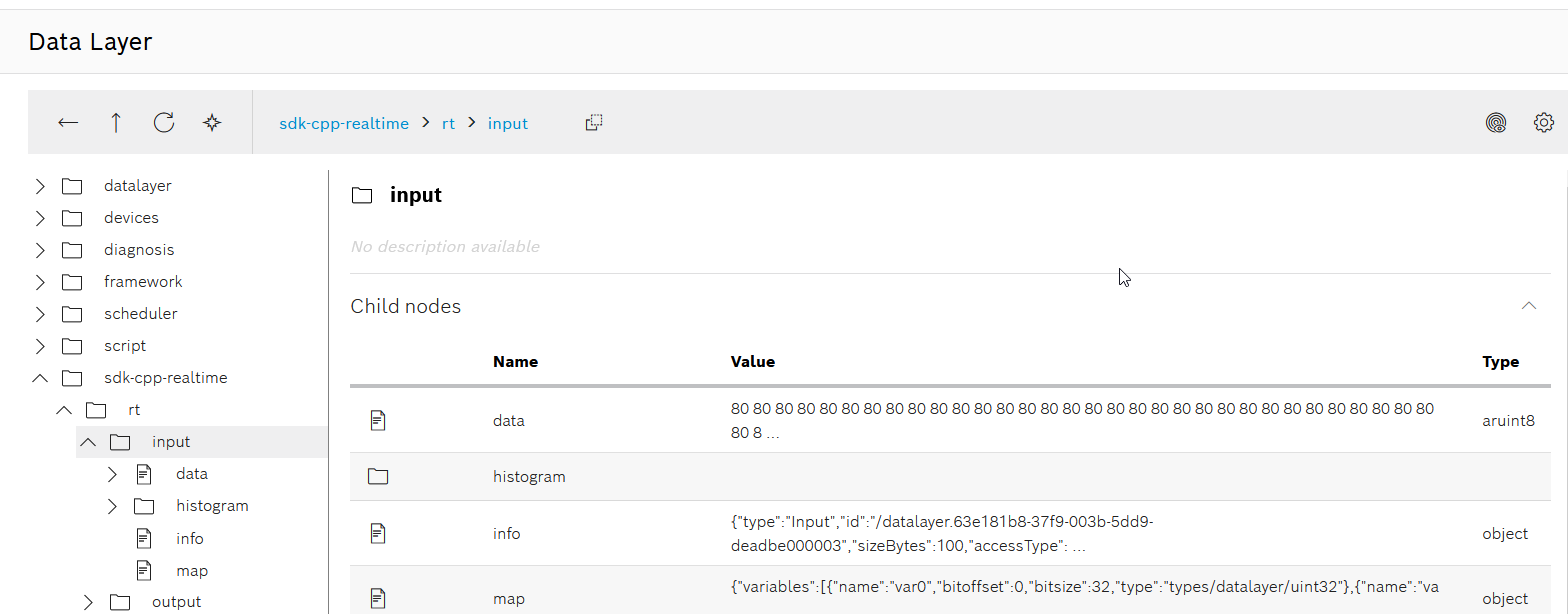 Data Layer
sdk-cpp-realtime > rt > input
datalayer
devices
diagnosis
framework
scheduler
script
sdk-cpp-realtime
rt
input
data
histogram
info
map
output
input
No description available
Child nodes
Name Value Type
data 80 80 80 80 80 80 80 80 80 80 80 80 80 80 80 80 80 80 80 80 80 80 80 80 80 80 80 80 80 80 80 80 aruint8
80 8 ...
histogram
info {"type":"Input","id":"/datalayer.63e181b8-37f9-003b-5dd9-
deadbe000003","sizeBytes":100,"accessType": ... object
map {"variables":[{"name":"var0","bitoffset":0,"bitsize":32,"type":"types/datalayer/uint32"},{"name":"va object